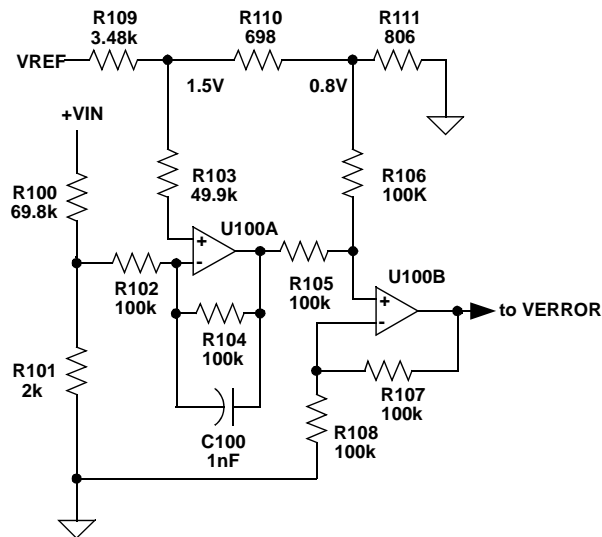 R109
3.48k
R110
698
R111
806
VREF
1.5V
0.8V
+VIN
R103
49.9k
R106
100K
R100
69.8k
U100A
+
-
R102
100k
R105
100k
U100B
+
-
to VERROR
R104
100k
R101
2k
R107
100k
C100
1nF
R108
100k